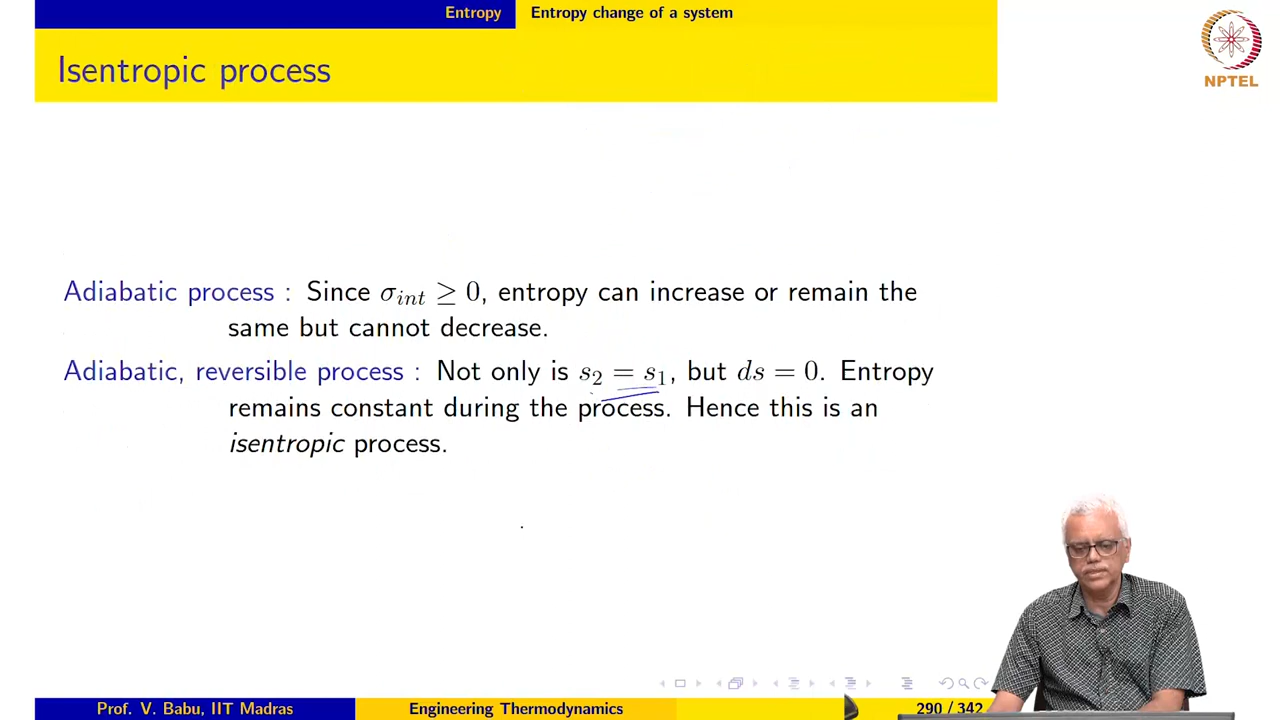 Entropy Entropy change of a system
Isentropic process
NPTEL
Adiabatic process : Since σ_int ≥ 0, entropy can increase or remain the
same but cannot decrease.
Adiabatic, reversible process : Not only is s₂ = s₁, but ds = 0. Entropy
remains constant during the process. Hence this is an
isentropic process.
Prof. V. Babu, IIT Madras Engineering Thermodynamics 290 / 342